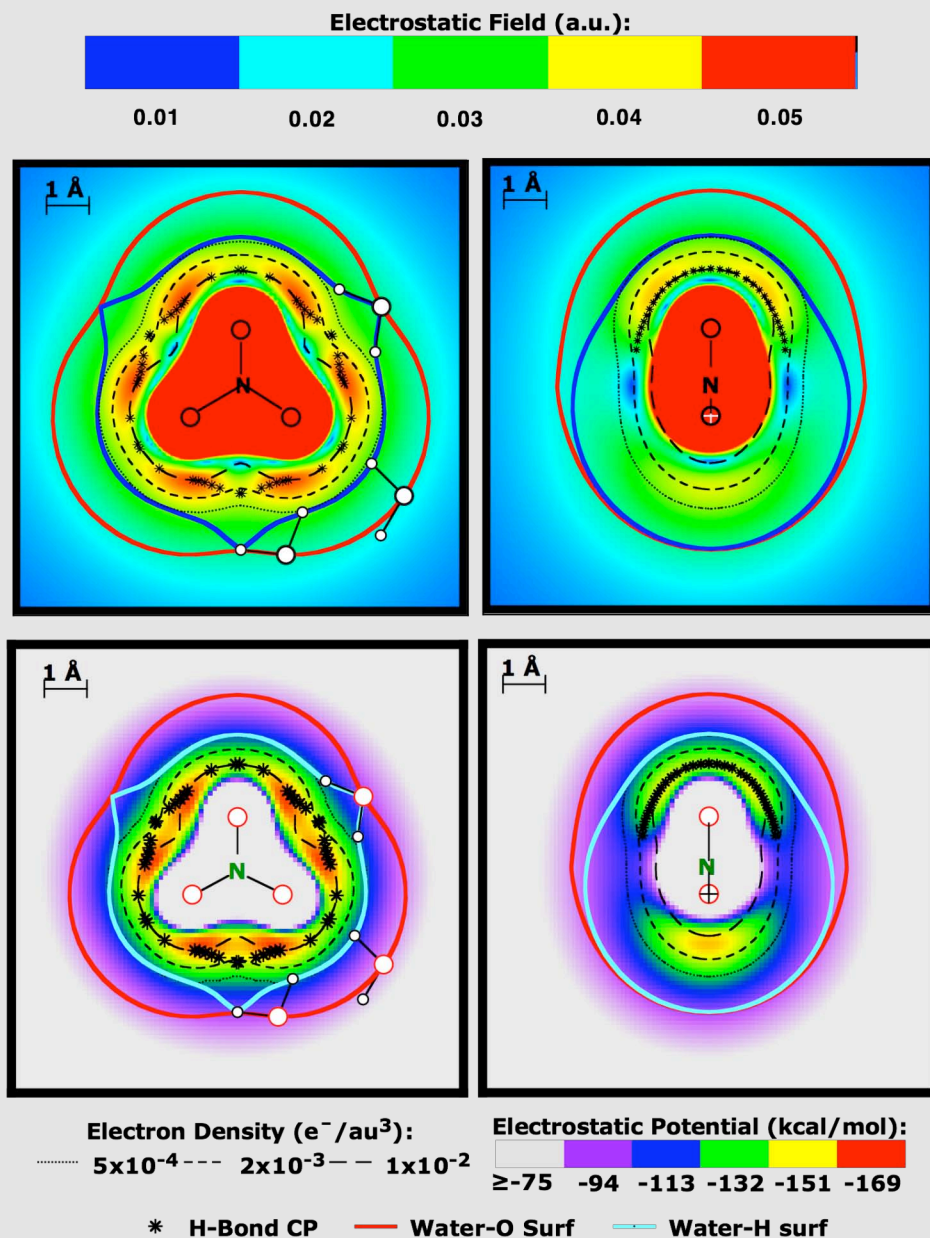 Electrostatic Field (a.u.):
0.01 0.02 0.03 0.04 0.05
1 Å 1 Å
N N
1 Å 1 Å
N N
Electron Density (e⁻/au³):
5x10⁻⁴ 2x10⁻³ 1x10⁻²
Electrostatic Potential (kcal/mol):
≥-75 -94 -113 -132 -151 -169
H-Bond CP Water-O Surf Water-H surf